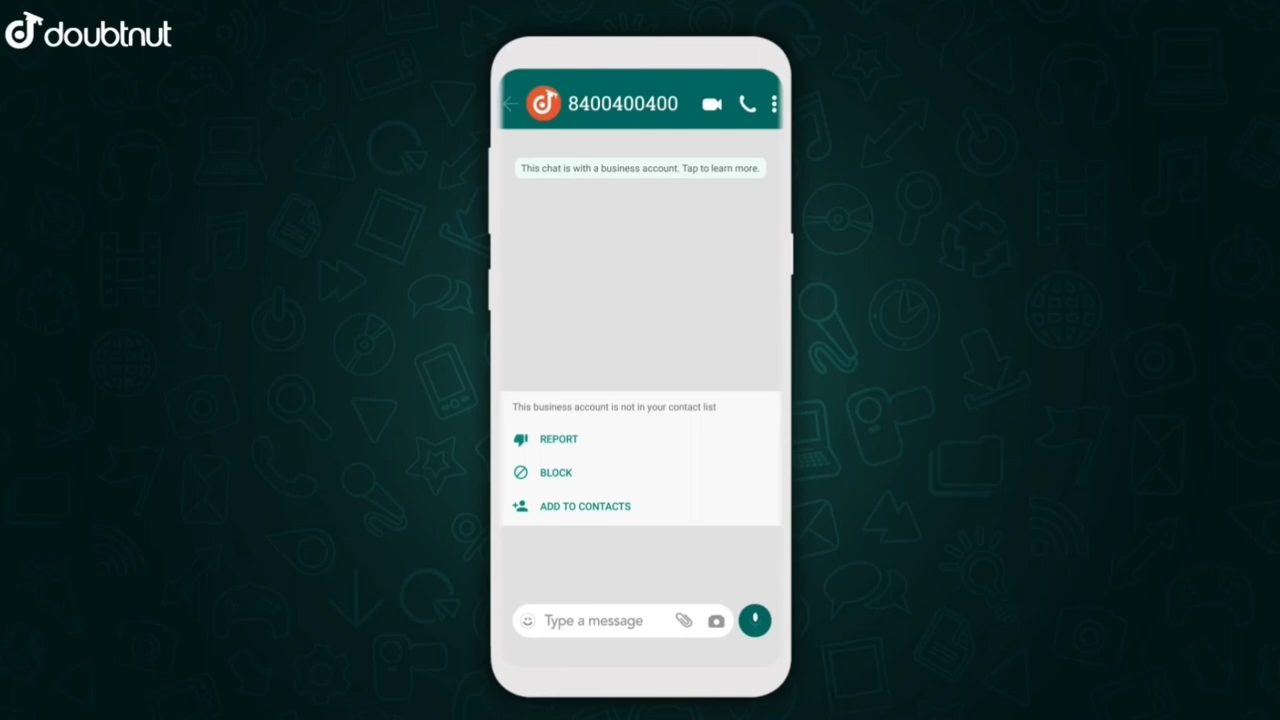 doubtnut
8400400400
This chat is with a business account. Tap to learn more.
This business account is not in your contact list
REPORT
BLOCK
ADD TO CONTACTS
Type a message